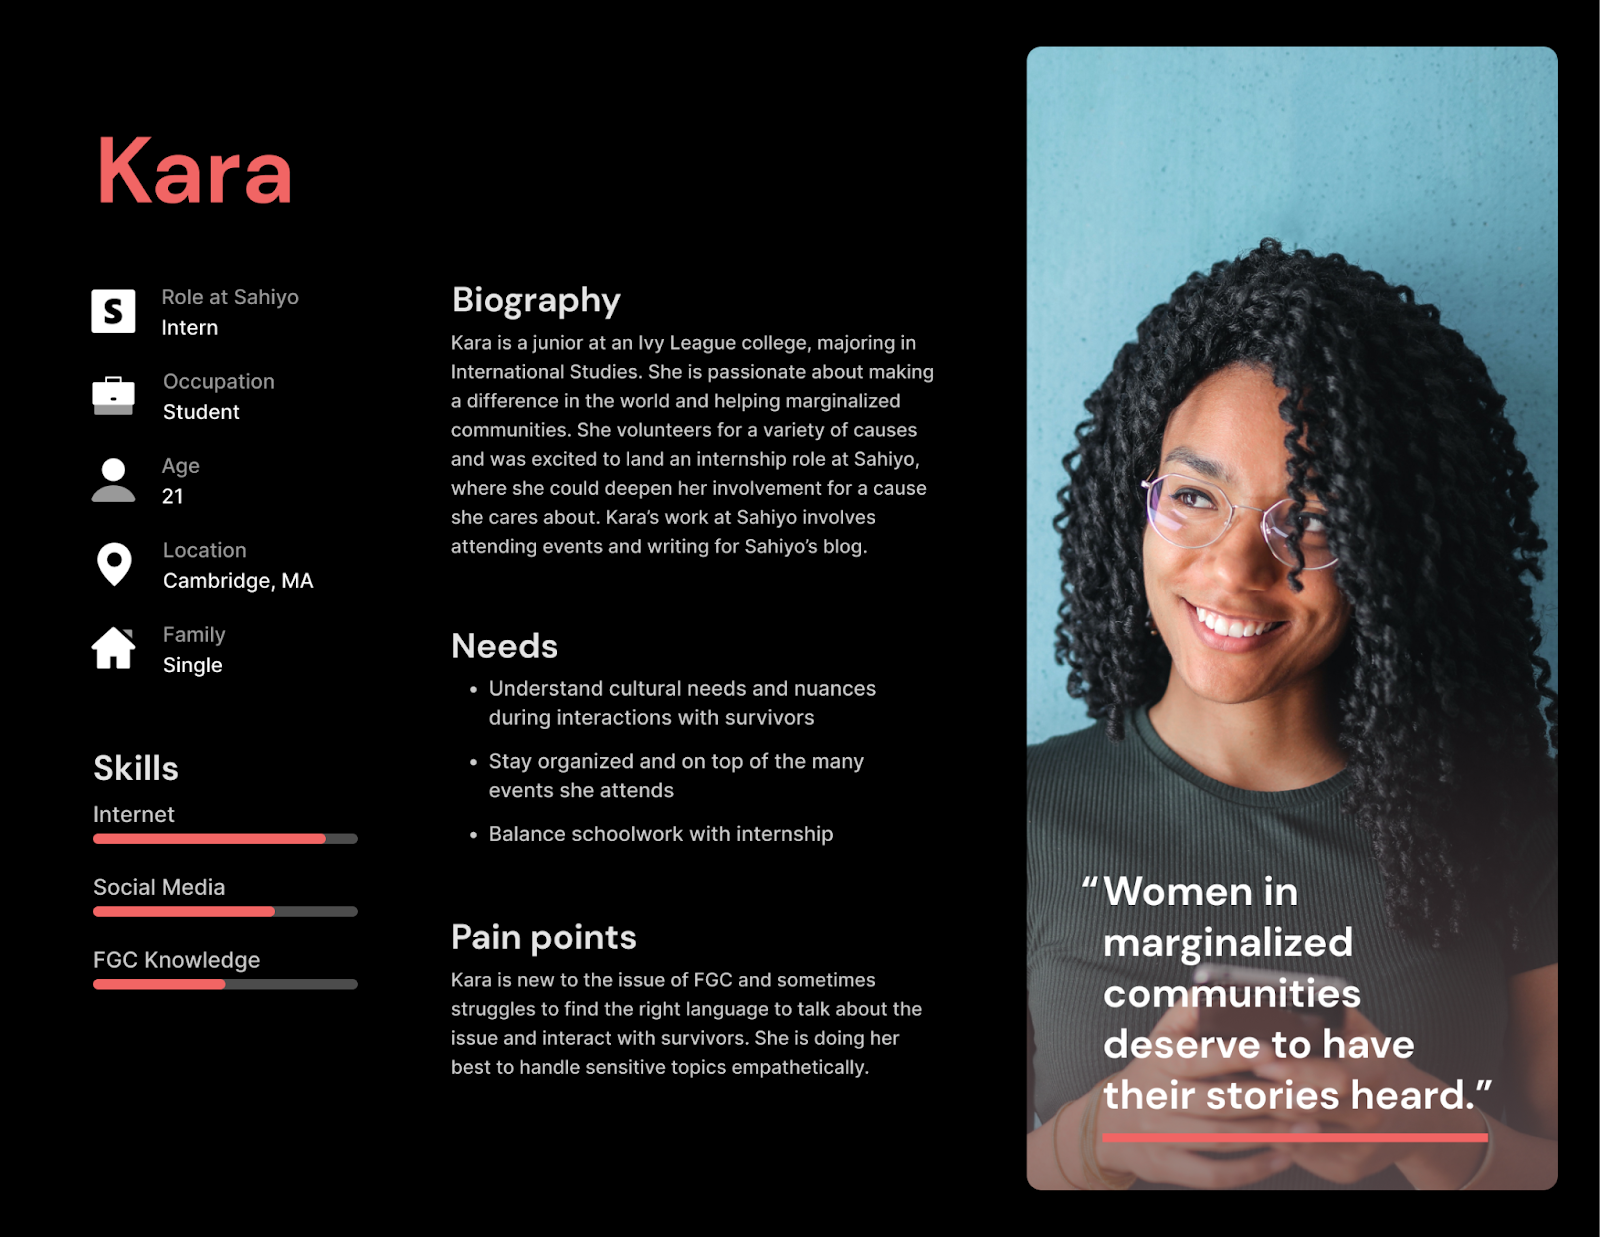 Kara
S
Role at Sahiyo
Intern
Occupation
Student
Age
21
Location
Cambridge, MA
Family
Single
Skills
Internet
Social Media
FGC Knowledge
Biography
Kara is a junior at an Ivy League college, majoring in
International Studies. She is passionate about making
a difference in the world and helping marginalized
communities. She volunteers for a variety of causes
and was excited to land an internship role at Sahiyo,
where she could deepen her involvement for a cause
she cares about. Kara’s work at Sahiyo involves
attending events and writing for Sahiyo’s blog.
Needs
• Understand cultural needs and nuances
during interactions with survivors
• Stay organized and on top of the many
events she attends
• Balance schoolwork with internship
Pain points
Kara is new to the issue of FGC and sometimes
struggles to find the right language to talk about the
issue and interact with survivors. She is doing her
best to handle sensitive topics empathetically.
“Women in
marginalized
communities
deserve to have
their stories heard.”